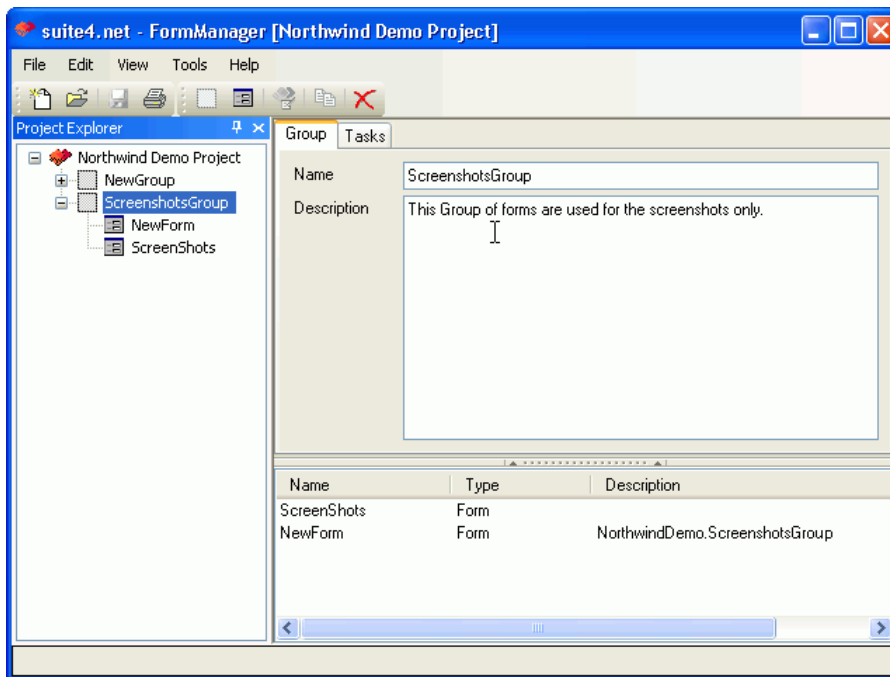 suite4.net - FormManager [Northwind Demo Project]
File Edit View Tools Help
Project Explorer
Northwind Demo Project
NewGroup
ScreenshotsGroup
NewForm
ScreenShots
Group Tasks
Name ScreenshotsGroup
Description This Group of forms are used for the screenshots only.
Name Type Description
ScreenShots Form
NewForm Form NorthwindDemo.ScreenshotsGroup